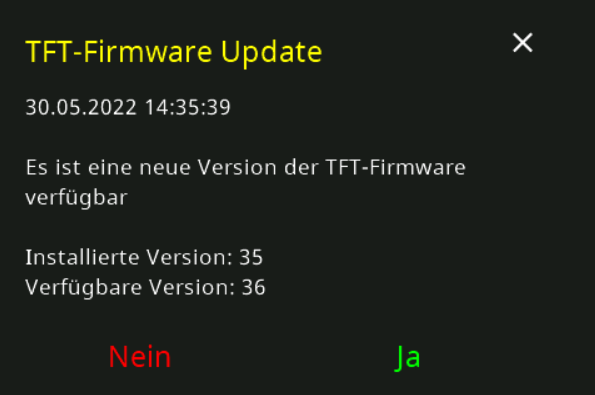 TFT-Firmware Update
30.05.2022 14:35:39
Es ist eine neue Version der TFT-Firmware
verfügbar
Installierte Version: 35
Verfügbare Version: 36
Nein Ja